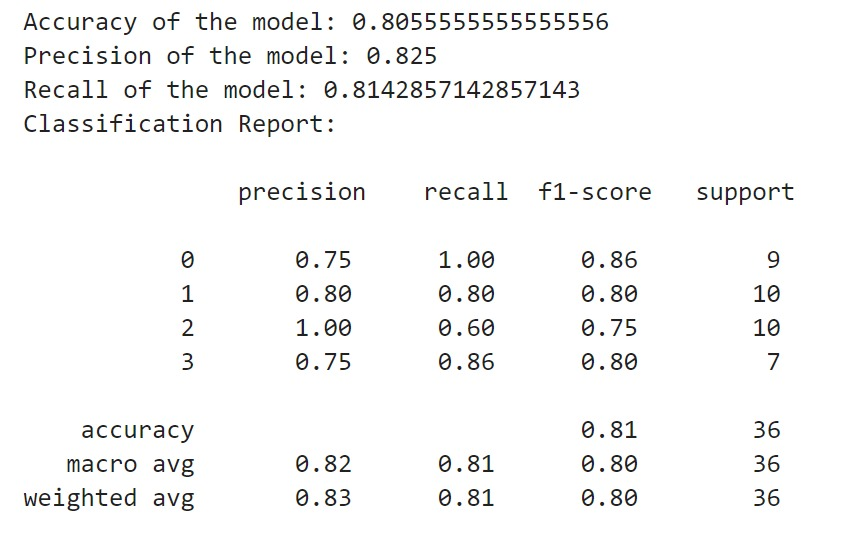 Accuracy of the model: 0.8055555555555556
Precision of the model: 0.825
Recall of the model: 0.8142857142857143
Classification Report:
precision recall f1-score support
0 0.75 1.00 0.86 9
1 0.80 0.80 0.80 10
2 1.00 0.60 0.75 10
3 0.75 0.86 0.80 7
accuracy 0.81 36
macro avg 0.82 0.81 0.80 36
weighted avg 0.83 0.81 0.80 36